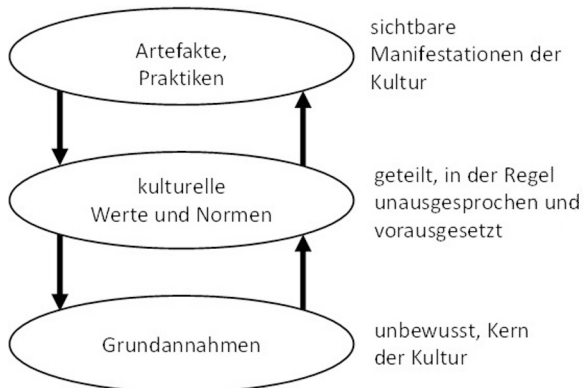 Artefakte,
Praktiken
sichtbare
Manifestationen der
Kultur
kulturelle
Werte und Normen
geteilt, in der Regel
unausgesprochen und
vorausgesetzt
Grundannahmen
unbewusst, Kern
der Kultur